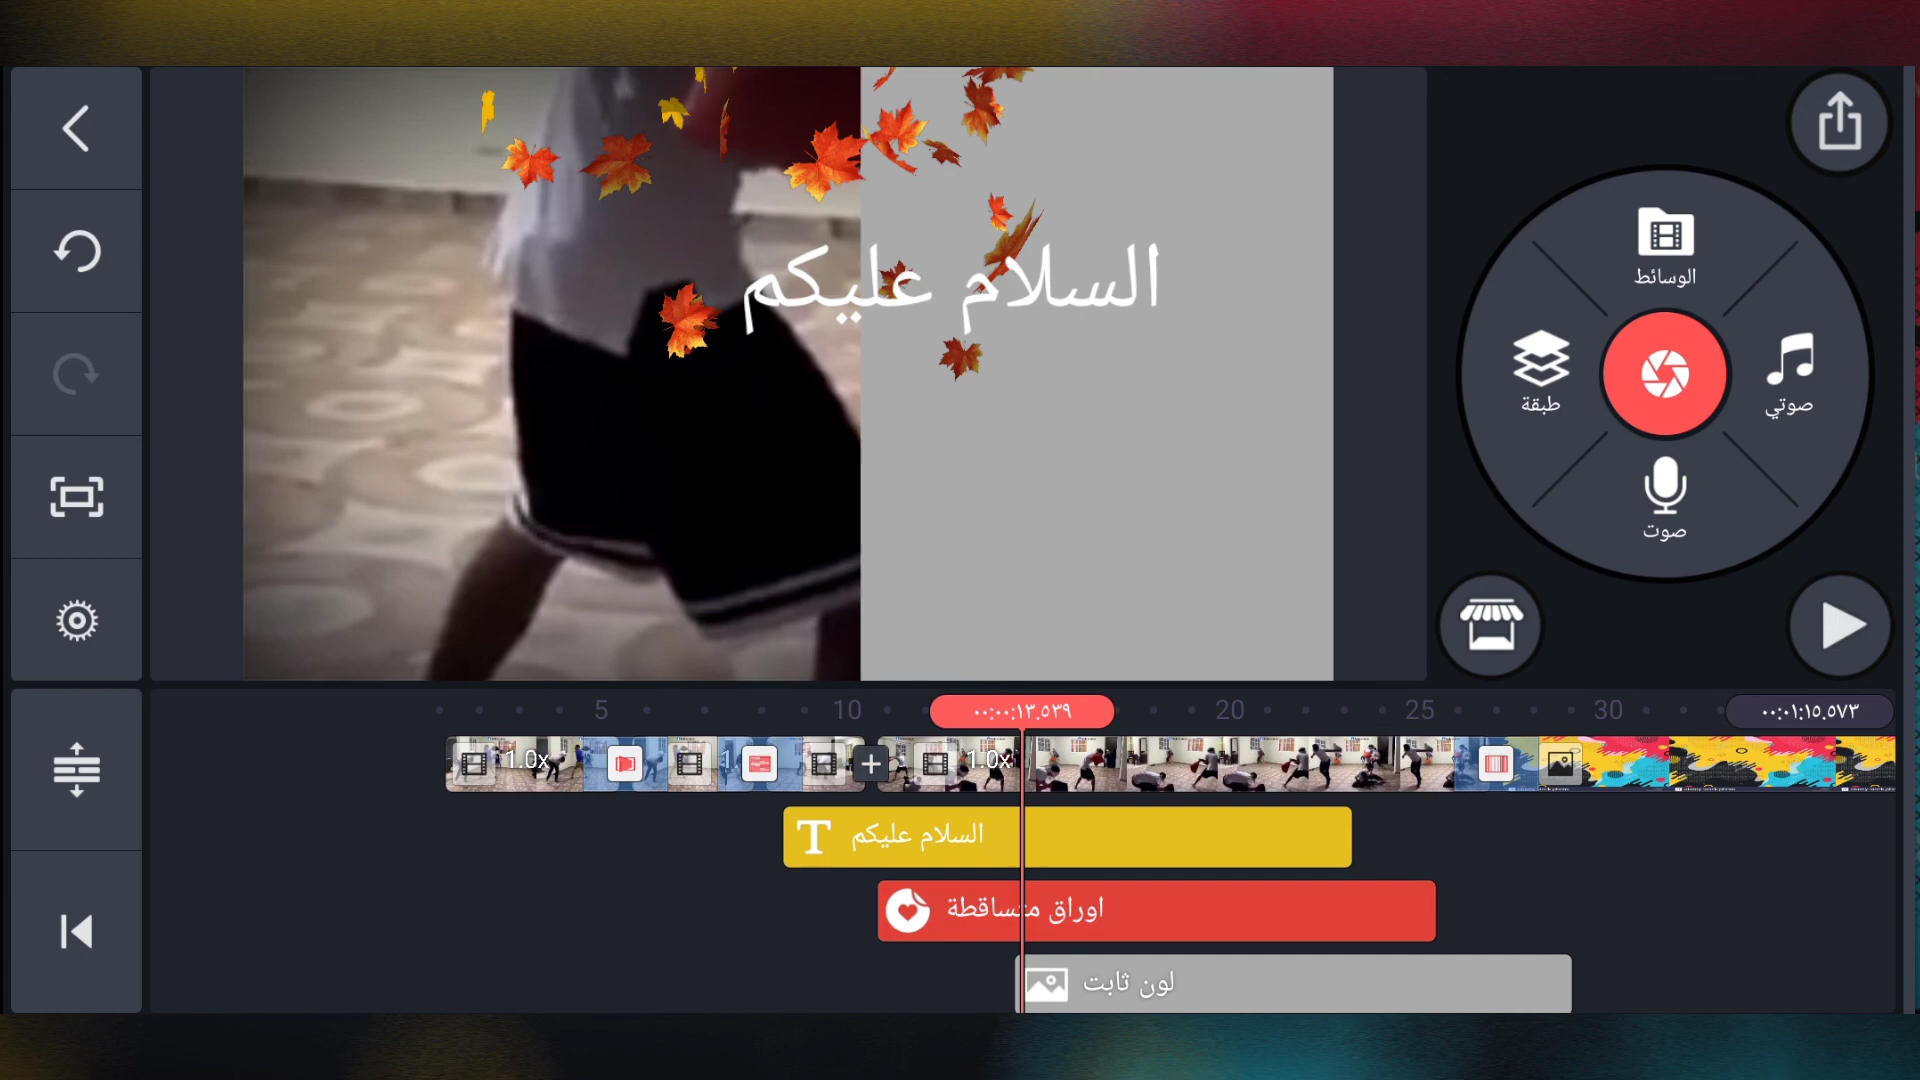 السلام عليكم
الوسائط
طبقة
صوتي
صوت
5
10
٠٠:٠٠:١٣.٥٣٩
20
25
30
٠٠:٠١:١٥.٥٧٣
1.0x
1
1.0x
T السلام عليكم
اوراق متساقطة
لون ثابت